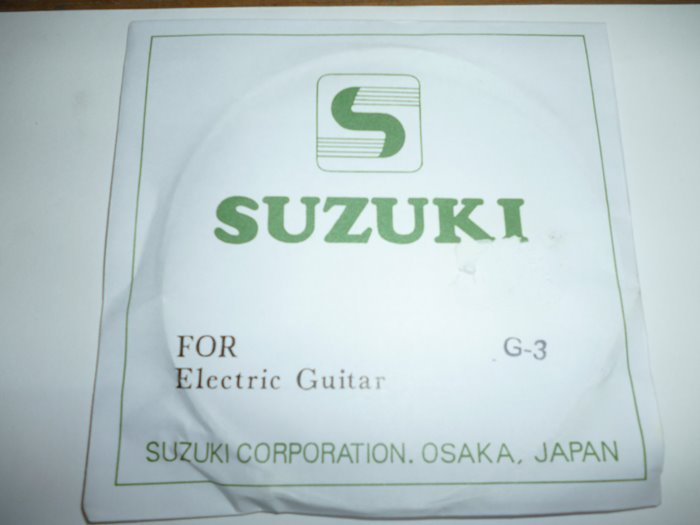 S
SUZUKI
FOR G-3
Electric Guitar
SUZUKI CORPORATION. OSAKA, JAPAN